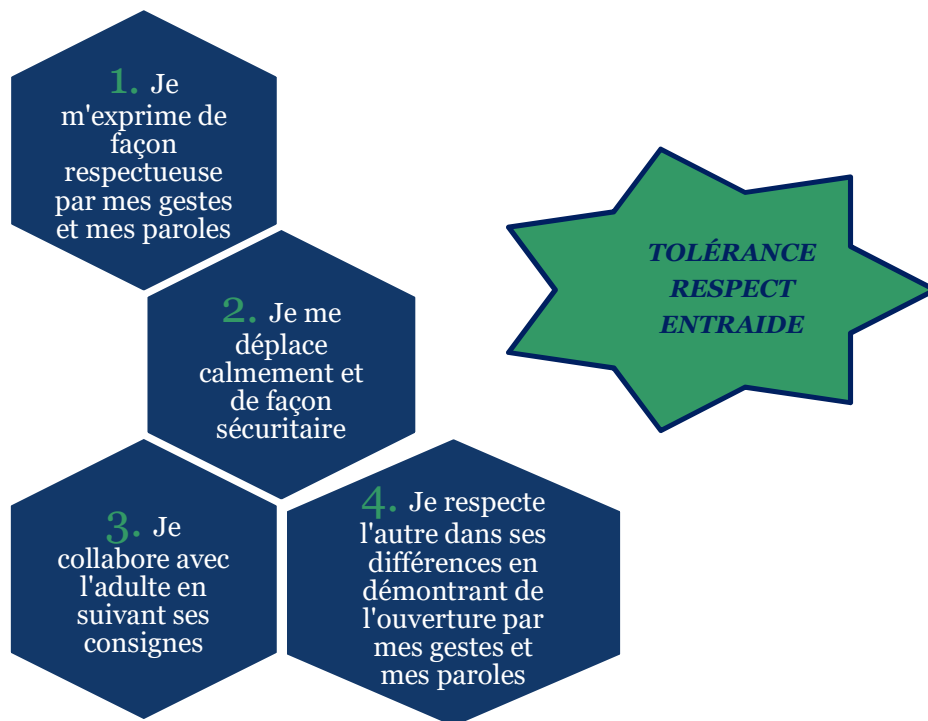 1. Je
m'exprime de
façon
respectueuse
par mes gestes
et mes paroles
TOLÉRANCE
RESPECT
ENTRAIDE
2. Je me
déplace
calmement et
de façon
sécuritaire
3. Je
collabore avec
l'adulte en
suivant ses
consignes
4. Je respecte
l'autre dans ses
différences en
démontrant de
l'ouverture par
mes gestes et
mes paroles